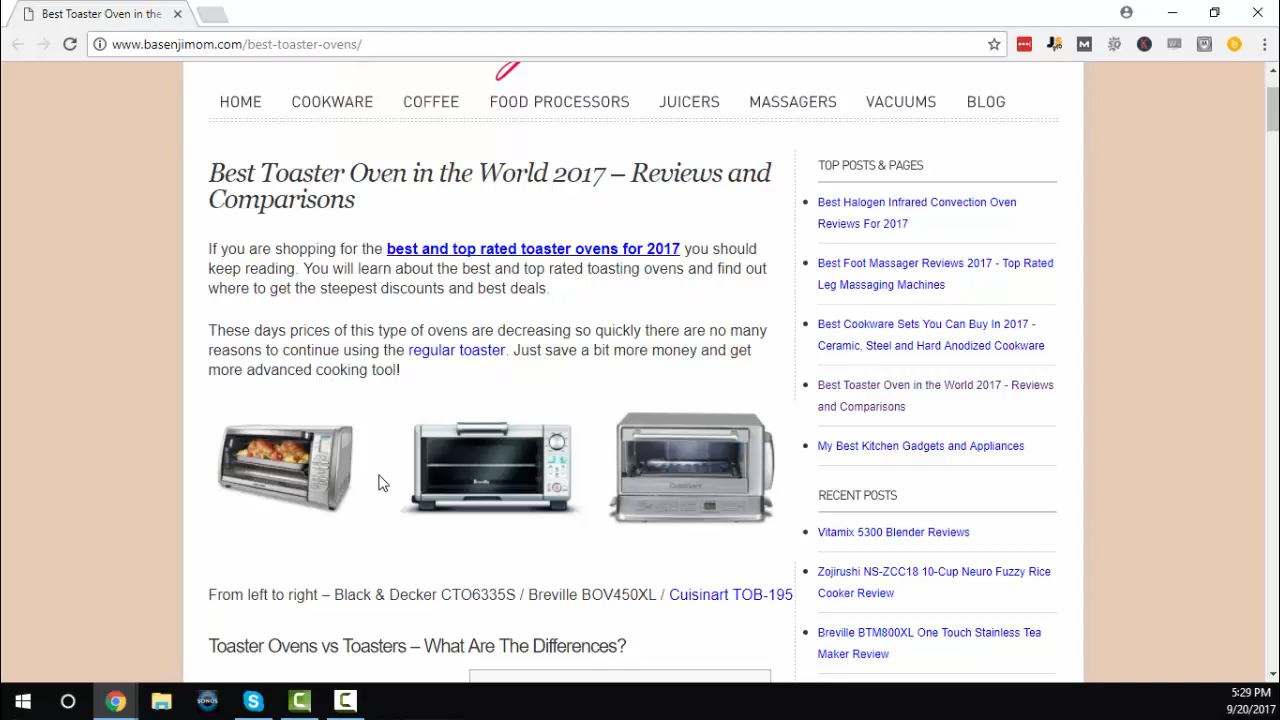 Best Toaster Oven in the
www.basenjimom.com/best-toaster-ovens/
HOME COOKWARE COFFEE FOOD PROCESSORS JUICERS MASSAGERS VACUUMS BLOG
Best Toaster Oven in the World 2017 – Reviews and
Comparisons
If you are shopping for the best and top rated toaster ovens for 2017 you should
keep reading. You will learn about the best and top rated toasting ovens and find out
where to get the steepest discounts and best deals.
These days prices of this type of ovens are decreasing so quickly there are no many
reasons to continue using the regular toaster. Just save a bit more money and get
more advanced cooking tool!
From left to right – Black & Decker CTO6335S / Breville BOV450XL / Cuisinart TOB-195
Toaster Ovens vs Toasters – What Are The Differences?
TOP POSTS & PAGES
Best Halogen Infrared Convection Oven
Reviews For 2017
Best Foot Massager Reviews 2017 - Top Rated
Leg Massaging Machines
Best Cookware Sets You Can Buy In 2017 -
Ceramic, Steel and Hard Anodized Cookware
Best Toaster Oven in the World 2017 - Reviews
and Comparisons
My Best Kitchen Gadgets and Appliances
RECENT POSTS
Vitamix 5300 Blender Reviews
Zojirushi NS-ZCC18 10-Cup Neuro Fuzzy Rice
Cooker Review
Breville BTM800XL One Touch Stainless Tea
Maker Review
SONOS
5:29 PM
9/20/2017